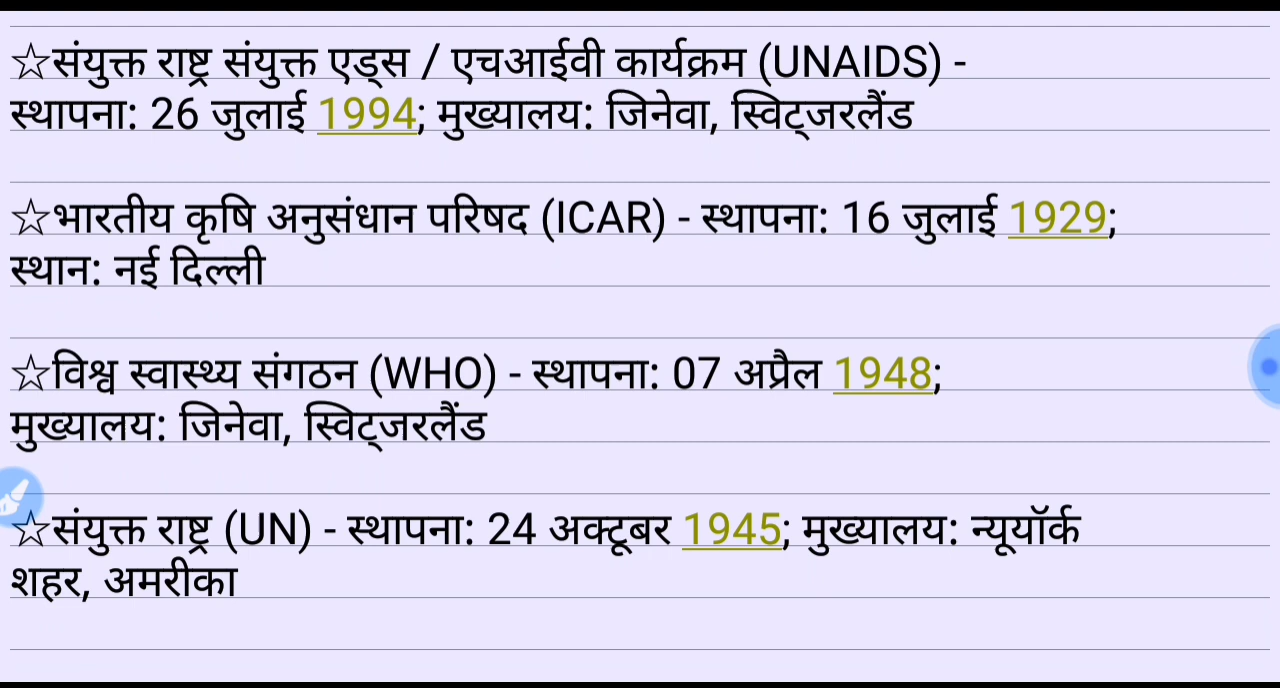 ☆संयुक्त राष्ट्र संयुक्त एड्स / एचआईवी कार्यक्रम (UNAIDS) -
स्थापना: 26 जुलाई 1994; मुख्यालय: जिनेवा, स्विट्जरलैंड
☆भारतीय कृषि अनुसंधान परिषद (ICAR) - स्थापना: 16 जुलाई 1929;
स्थान: नई दिल्ली
☆विश्व स्वास्थ्य संगठन (WHO) - स्थापना: 07 अप्रैल 1948;
मुख्यालय: जिनेवा, स्विट्जरलैंड
☆संयुक्त राष्ट्र (UN) - स्थापना: 24 अक्टूबर 1945; मुख्यालय: न्यूयॉर्क
शहर, अमरीका